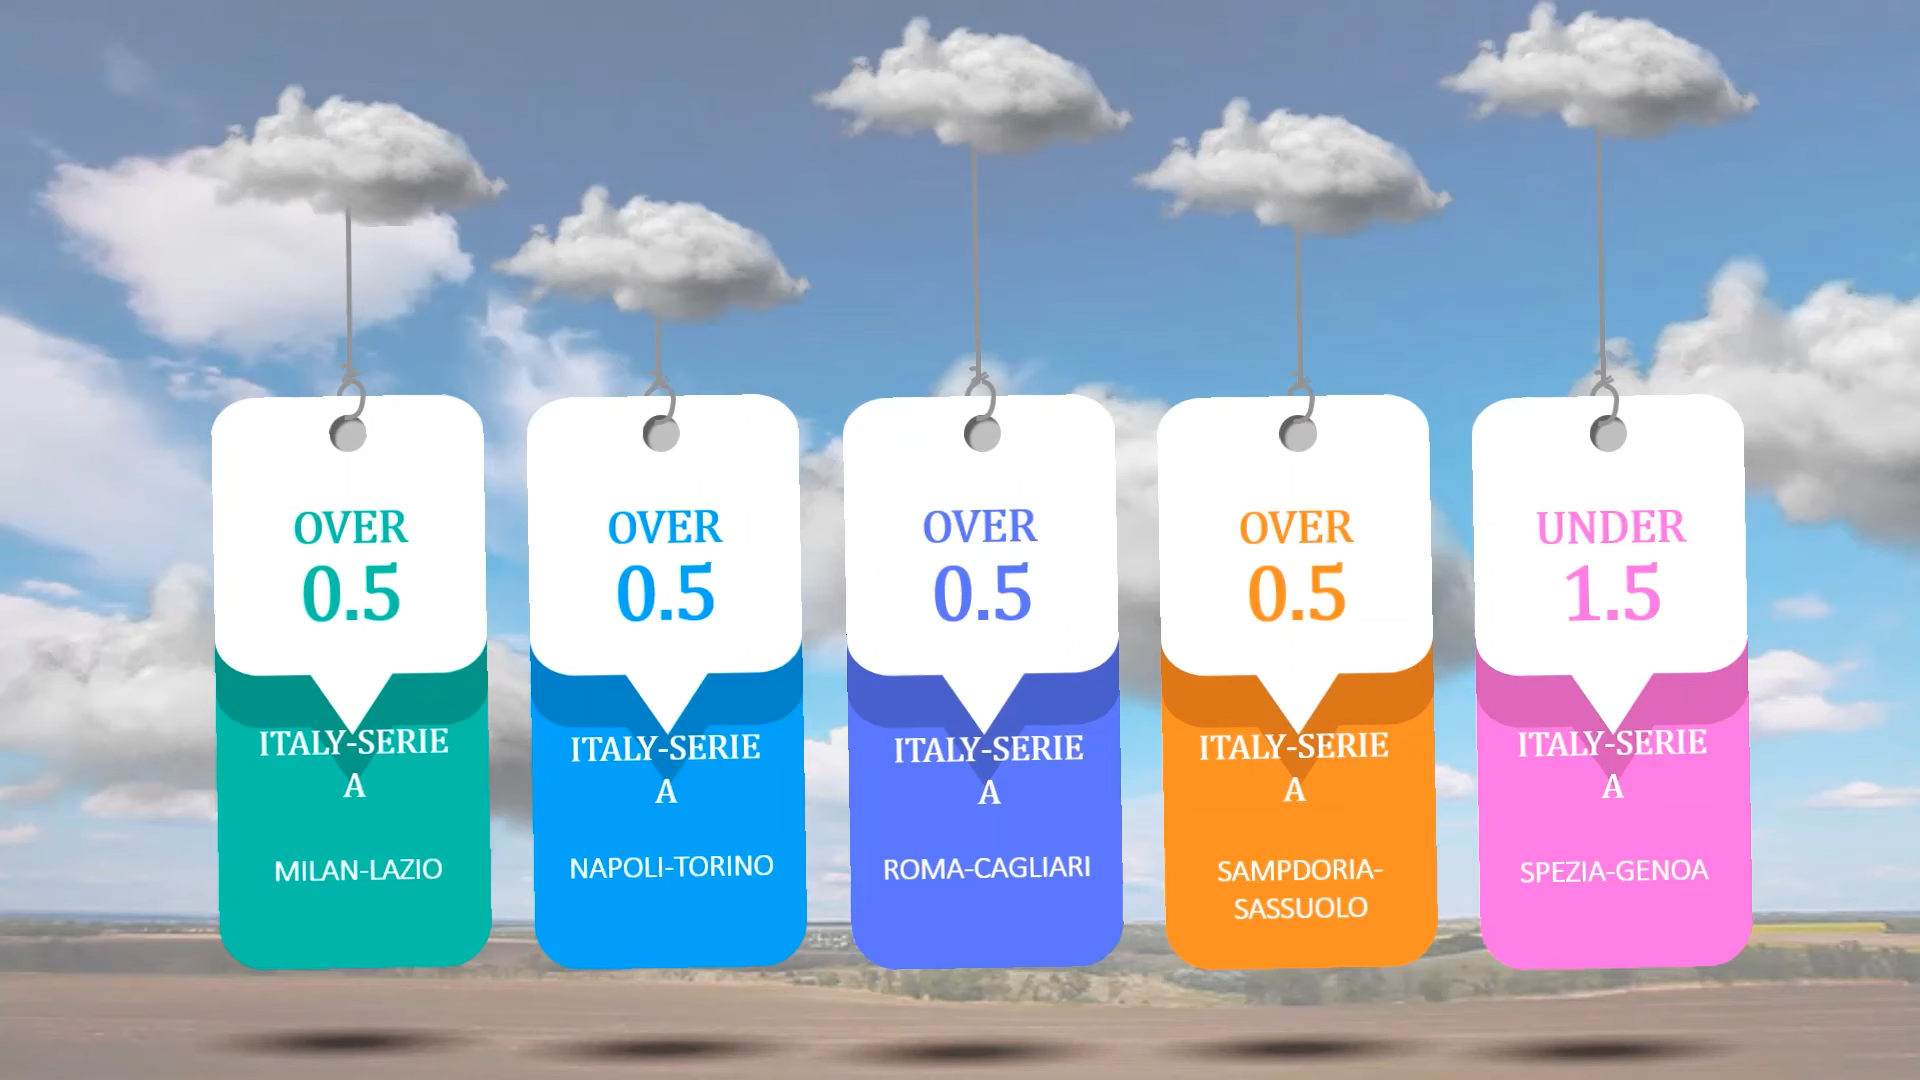 OVER
0.5
ITALY-SERIE
A
MILAN-LAZIO
OVER
0.5
ITALY-SERIE
A
NAPOLI-TORINO
OVER
0.5
ITALY-SERIE
A
ROMA-CAGLIARI
OVER
0.5
ITALY-SERIE
A
SAMPDORIA-
SASSUOLO
UNDER
1.5
ITALY-SERIE
A
SPEZIA-GENOA